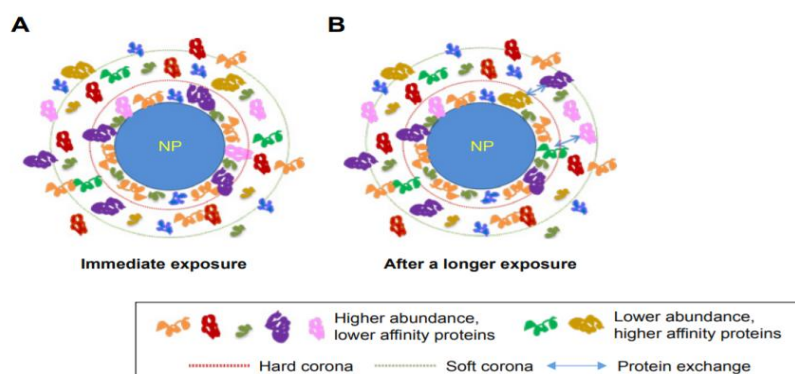 A
B
NP
NP
Immediate exposure
After a longer exposure
Higher abundance,
lower affinity proteins
Lower abundance,
higher affinity proteins
Hard corona
Soft corona
Protein exchange